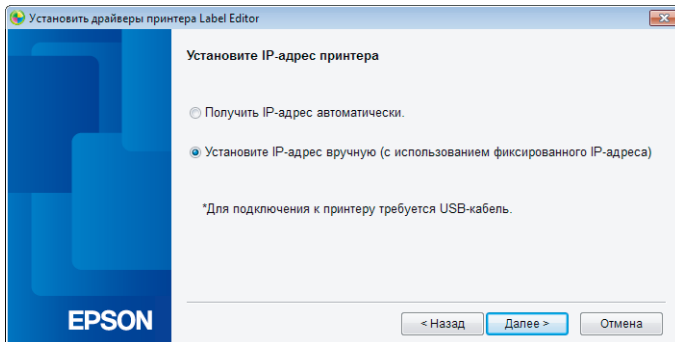 Установить драйверы принтера Label Editor
Установите IP-адрес принтера
Получить IP-адрес автоматически.
Установите IP-адрес вручную (с использованием фиксированного IP-адреса)
*Для подключения к принтеру требуется USB-кабель.
EPSON
< Назад Далее > Отмена